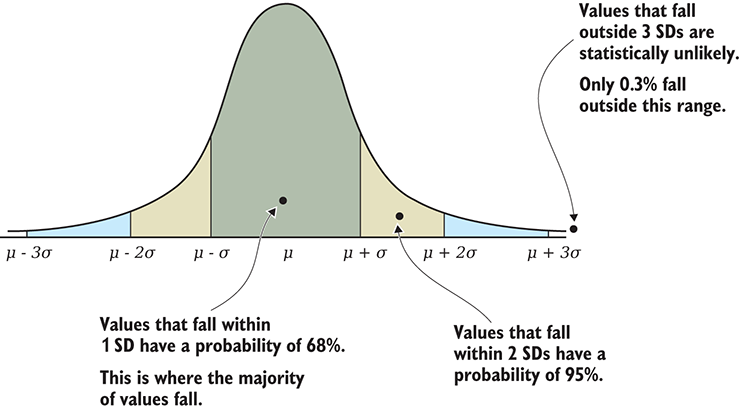 Values that fall
outside 3 SDs are
statistically unlikely.
Only 0.3% fall
outside this range.
μ - 3σ
μ - 2σ
μ - σ
μ
μ + σ
μ + 2σ
μ + 3σ
Values that fall within
1 SD have a probability of 68%.
This is where the majority
of values fall.
Values that fall
within 2 SDs have a
probability of 95%.